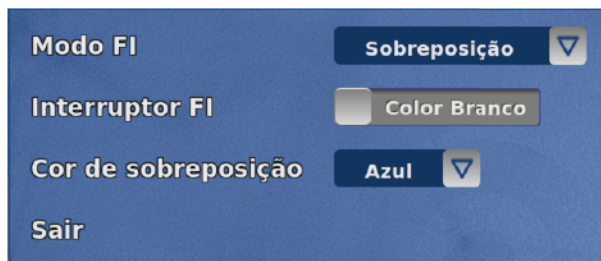 Modo FI Sobreposição
Interruptor FI Color Branco
Cor de sobreposição Azul
Sair